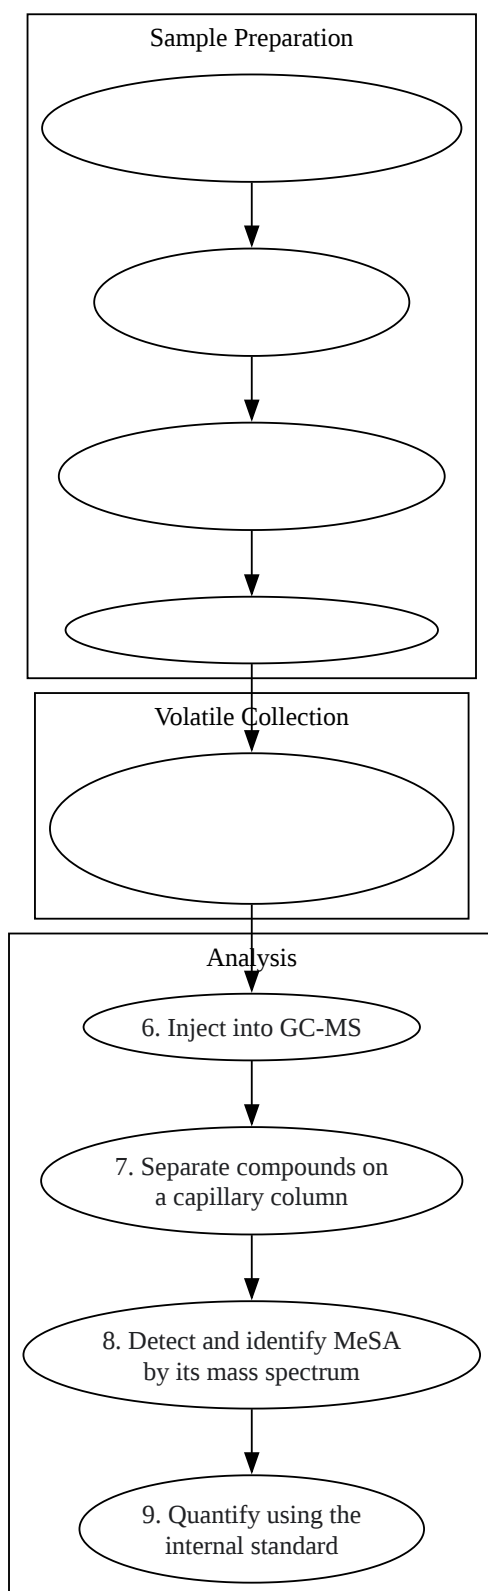 Sample Preparation
Volatile Collection
Analysis
6. Inject into GC-MS
7. Separate compounds on
a capillary column
8. Detect and identify MeSA
by its mass spectrum
9. Quantify using the
internal standard